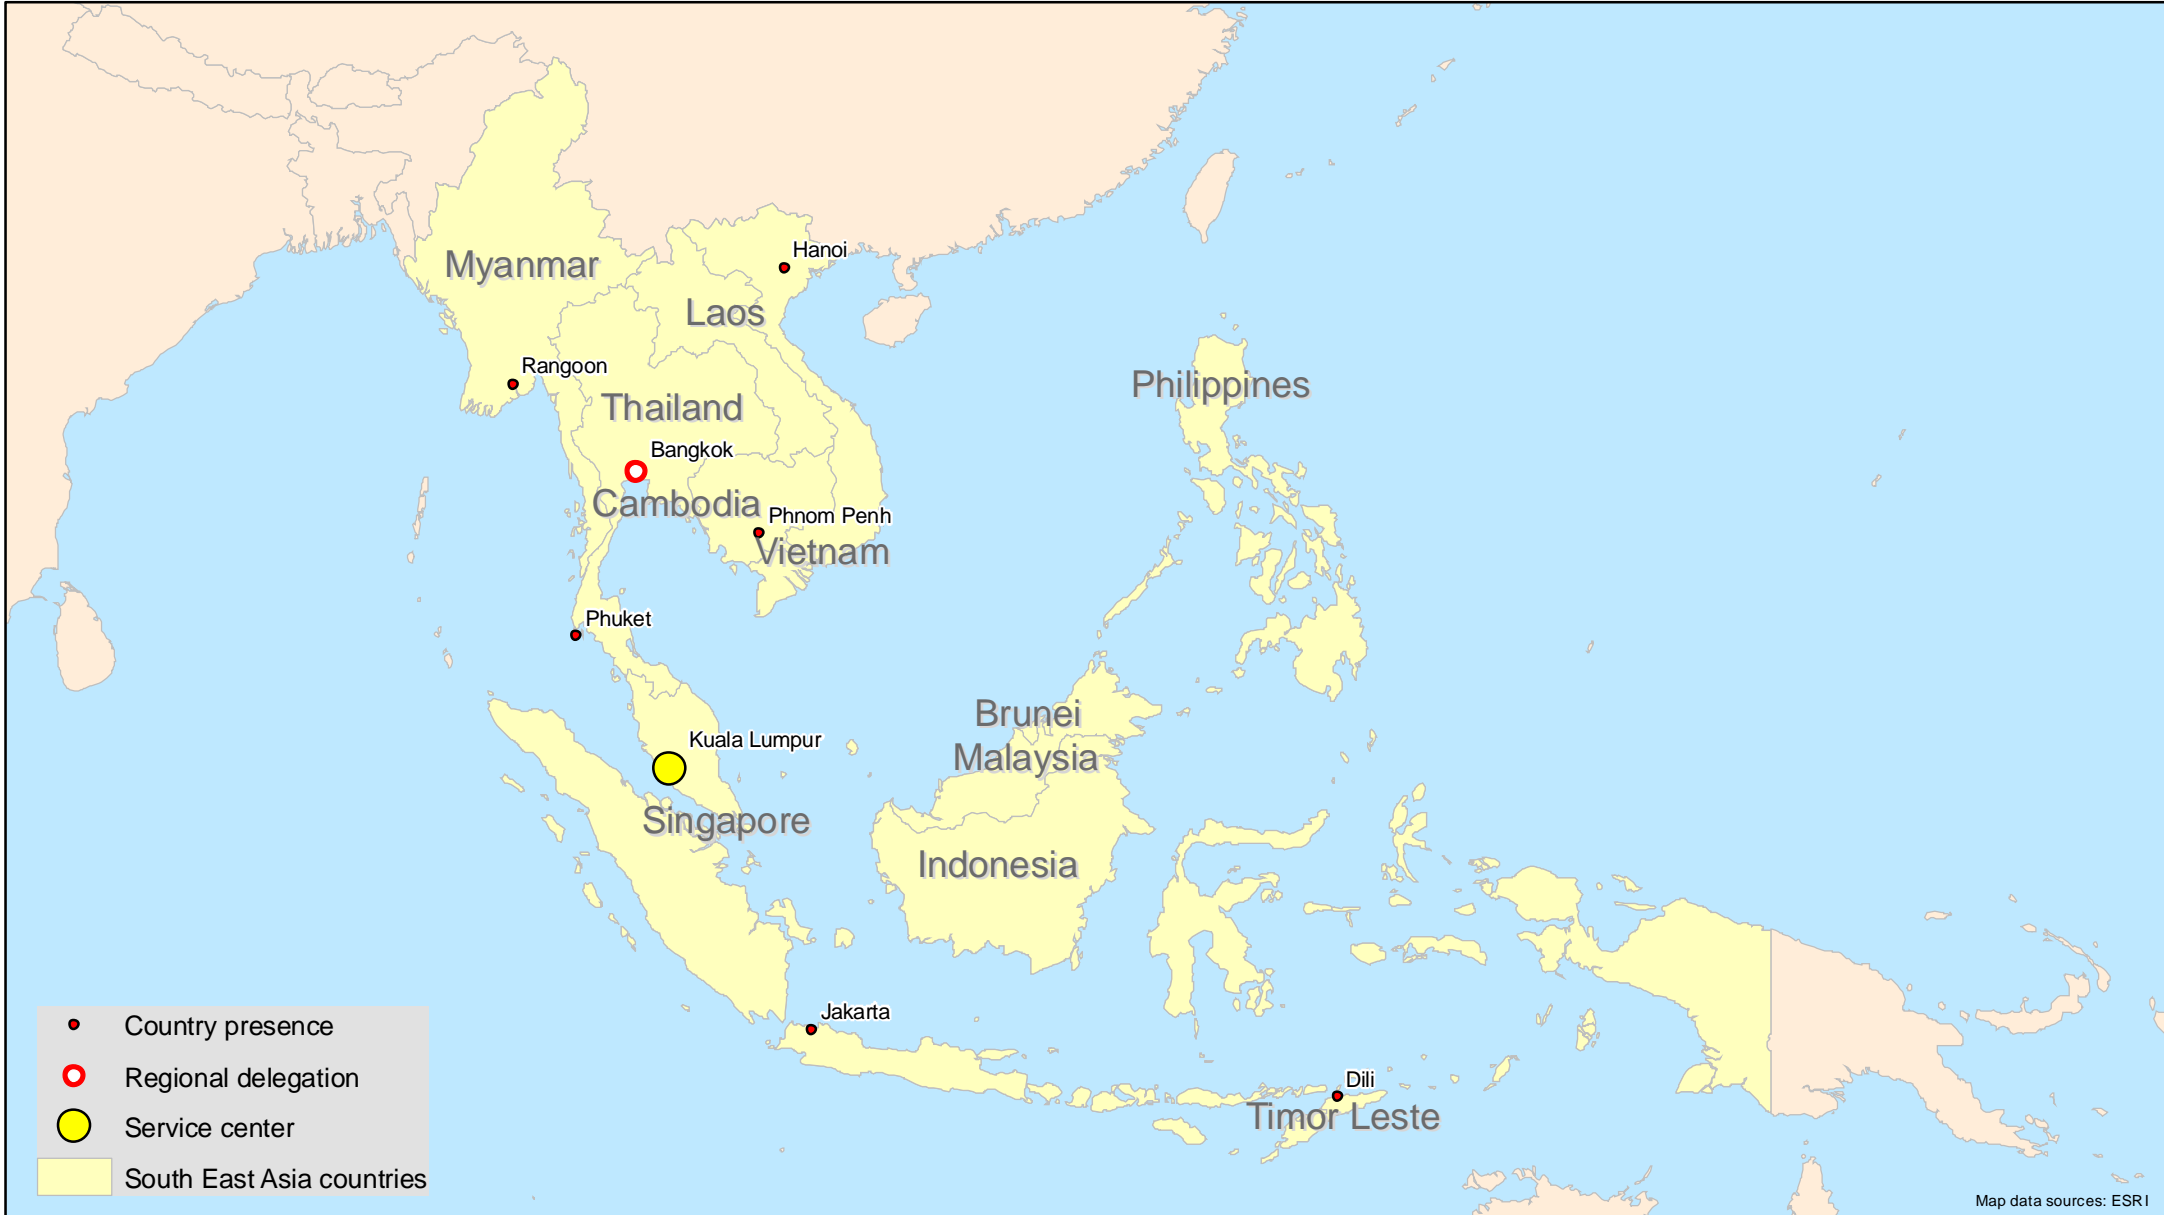 Hanoi
Myanmar
Laos
Rangoon
Philippines
Thailand
Bangkok
Cambodia
Phnom Penh
Vietnam
Phuket
Brunei
Kuala Lumpur
Malaysia
Singapore
Indonesia
Jakarta
Dili
Timor Leste
Country presence
Regional delegation
Service center
South East Asia countries
Map data sources: ESRI